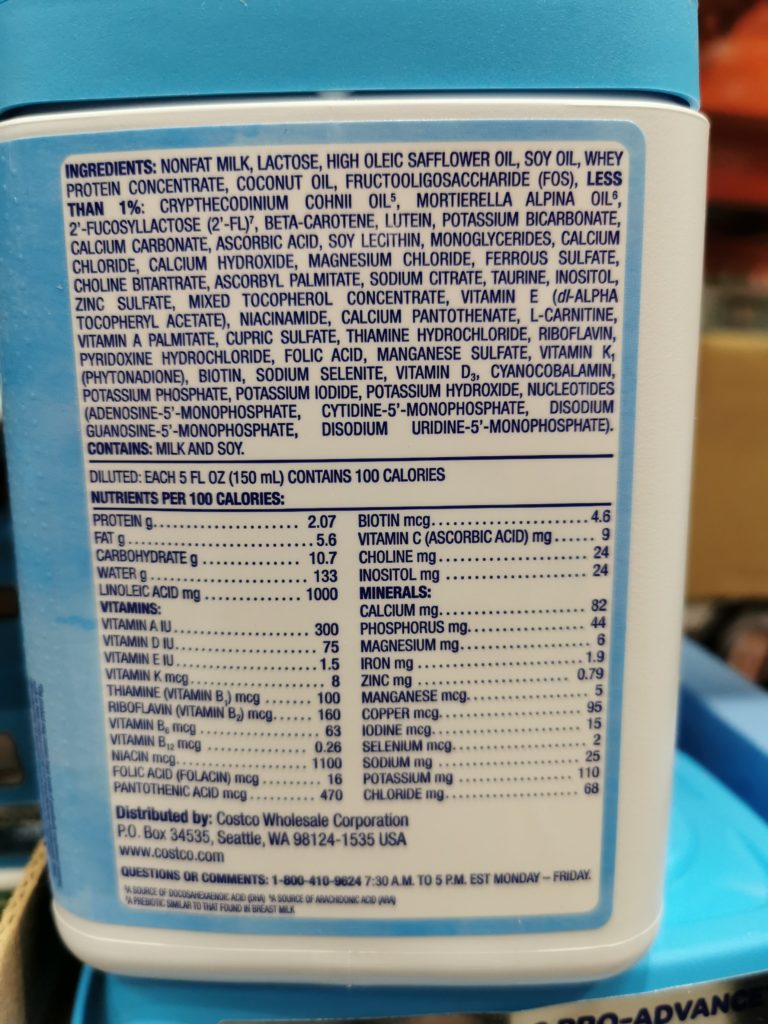 INGREDIENTS: NONFAT MILK, LACTOSE, HIGH OLEIC SAFFLOWER OIL, SOY OIL, WHEY
PROTEIN CONCENTRATE, COCONUT OIL, FRUCTOOLIGOSACCHARIDE (FOS), LESS
THAN 1%: CRYPTHECODINIUM COHNII OIL⁵, MORTIERELLA ALPINA OIL⁶,
2'-FUCOSYLLACTOSE (2'-FL)⁷, BETA-CAROTENE, LUTEIN, POTASSIUM BICARBONATE,
CALCIUM CARBONATE, ASCORBIC ACID, SOY LECITHIN, MONOGLYCERIDES, CALCIUM
CHLORIDE, CALCIUM HYDROXIDE, MAGNESIUM CHLORIDE, FERROUS SULFATE,
CHOLINE BITARTRATE, ASCORBYL PALMITATE, SODIUM CITRATE, TAURINE, INOSITOL,
ZINC SULFATE, MIXED TOCOPHEROL CONCENTRATE, VITAMIN E (dl-ALPHA
TOCOPHERYL ACETATE), NIACINAMIDE, CALCIUM PANTOTHENATE, L-CARNITINE,
VITAMIN A PALMITATE, CUPRIC SULFATE, THIAMINE HYDROCHLORIDE, RIBOFLAVIN,
PYRIDOXINE HYDROCHLORIDE, FOLIC ACID, MANGANESE SULFATE, VITAMIN K,
(PHYTONADIONE), BIOTIN, SODIUM SELENITE, VITAMIN D₃, CYANOCOBALAMIN,
POTASSIUM PHOSPHATE, POTASSIUM IODIDE, POTASSIUM HYDROXIDE, NUCLEOTIDES
(ADENOSINE-5'-MONOPHOSPHATE, CYTIDINE-5'-MONOPHOSPHATE, DISODIUM
GUANOSINE-5'-MONOPHOSPHATE, DISODIUM URIDINE-5'-MONOPHOSPHATE).
CONTAINS: MILK AND SOY.
DILUTED: EACH 5 FL OZ (150 mL) CONTAINS 100 CALORIES
NUTRIENTS PER 100 CALORIES:
PROTEIN g 2.07
FAT g 5.6
CARBOHYDRATE g 10.7
WATER g 133
LINOLEIC ACID mg 1000
VITAMINS:
VITAMIN A IU 300
VITAMIN D IU 75
VITAMIN E IU 1.5
VITAMIN K mcg 8
THIAMINE (VITAMIN B₁) mcg 100
RIBOFLAVIN (VITAMIN B₂) mcg 160
VITAMIN B₆ mcg 63
VITAMIN B₁₂ mcg 0.26
NIACIN mcg 1100
FOLIC ACID (FOLACIN) mcg 16
PANTOTHENIC ACID mcg 470
BIOTIN mcg 4.6
VITAMIN C (ASCORBIC ACID) mg 9
CHOLINE mg 24
INOSITOL mg 24
MINERALS:
CALCIUM mg 82
PHOSPHORUS mg 44
MAGNESIUM mg 6
IRON mg 1.9
ZINC mg 0.79
MANGANESE mcg 5
COPPER mcg 95
IODINE mcg 15
SELENIUM mcg 2
SODIUM mg 25
POTASSIUM mg 110
CHLORIDE mg 68
Distributed by: Costco Wholesale Corporation
P.O. Box 34535, Seattle, WA 98124-1535 USA
www.costco.com
QUESTIONS OR COMMENTS: 1-800-410-9624 7:30 A.M. TO 5 P.M. EST MONDAY – FRIDAY.
⁵A SOURCE OF DOCOSAHEXAENOIC ACID (DHA) ⁶A SOURCE OF ARACHIDONIC ACID (ARA)
⁷A PREBIOTIC SIMILAR TO THAT FOUND IN BREAST MILK
PRO-ADVANCE